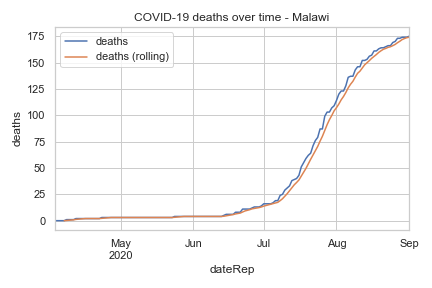 COVID-19 deaths over time - Malawi
deaths
deaths (rolling)
175
150
125
100
75
50
25
0
deaths
May
2020
Jun
Jul
Aug
Sep
dateRep